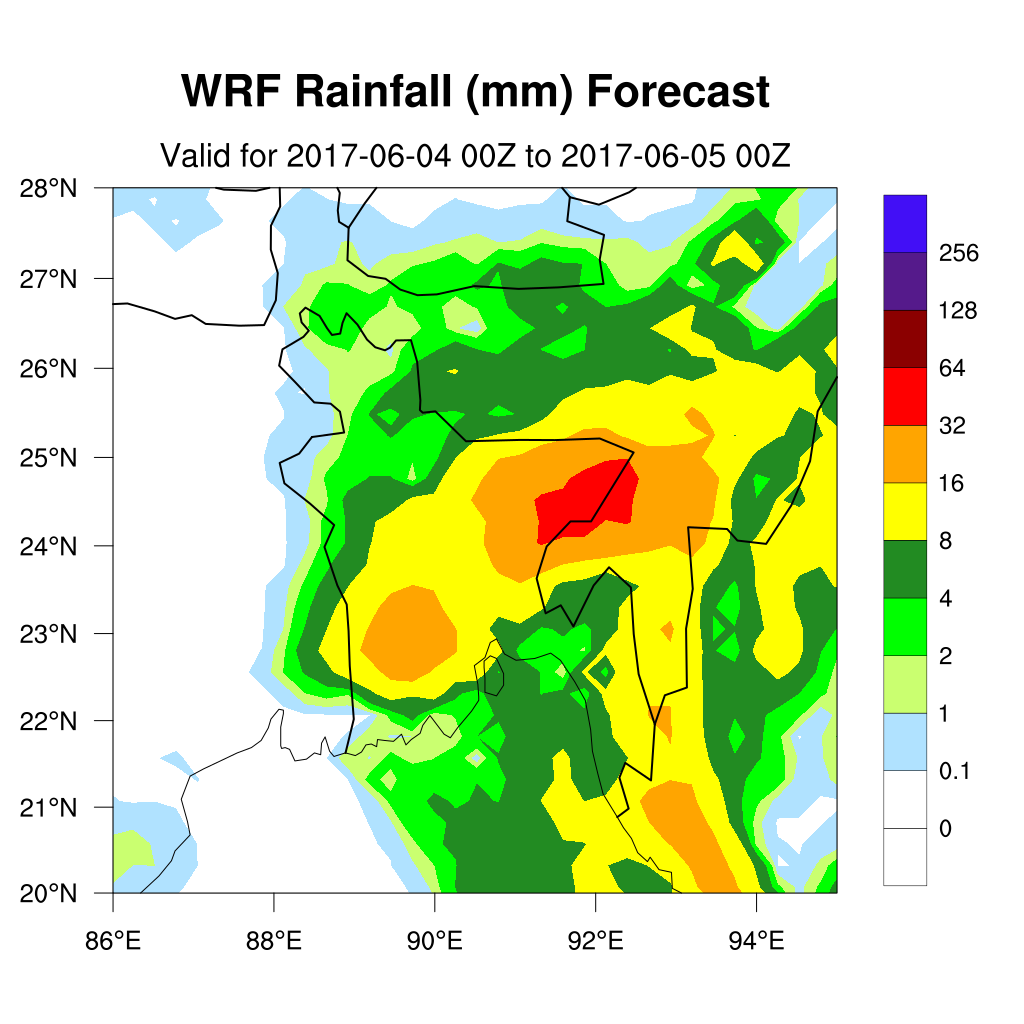 WRF Rainfall (mm) Forecast
Valid for 2017-06-04 00Z to 2017-06-05 00Z
28°N
27°N
26°N
25°N
24°N
23°N
22°N
21°N
20°N
86°E 88°E 90°E 92°E 94°E
256
128
64
32
16
8
4
2
1
0.1
0